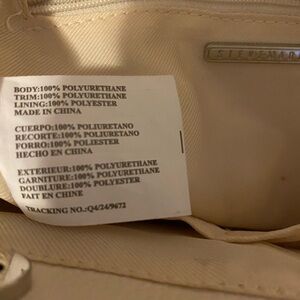 STEVE MAD
BODY:100% POLYURETHANE
TRIM:100% POLYURETHANE
LINING:100% POLYESTER
MADE IN CHINA
CUERPO:100% POLIURETANO
RECORTE:100% POLIURETANO
FORRO:100% POLIESTER
HECHO EN CHINA
EXTERIEUR:100% POLYURETHANE
GARNITURE:100% POLYURETHANE
DOUBLURE:100% POLYESTER
FAIT EN CHINE
TRACKING NO.:Q4/24/9672